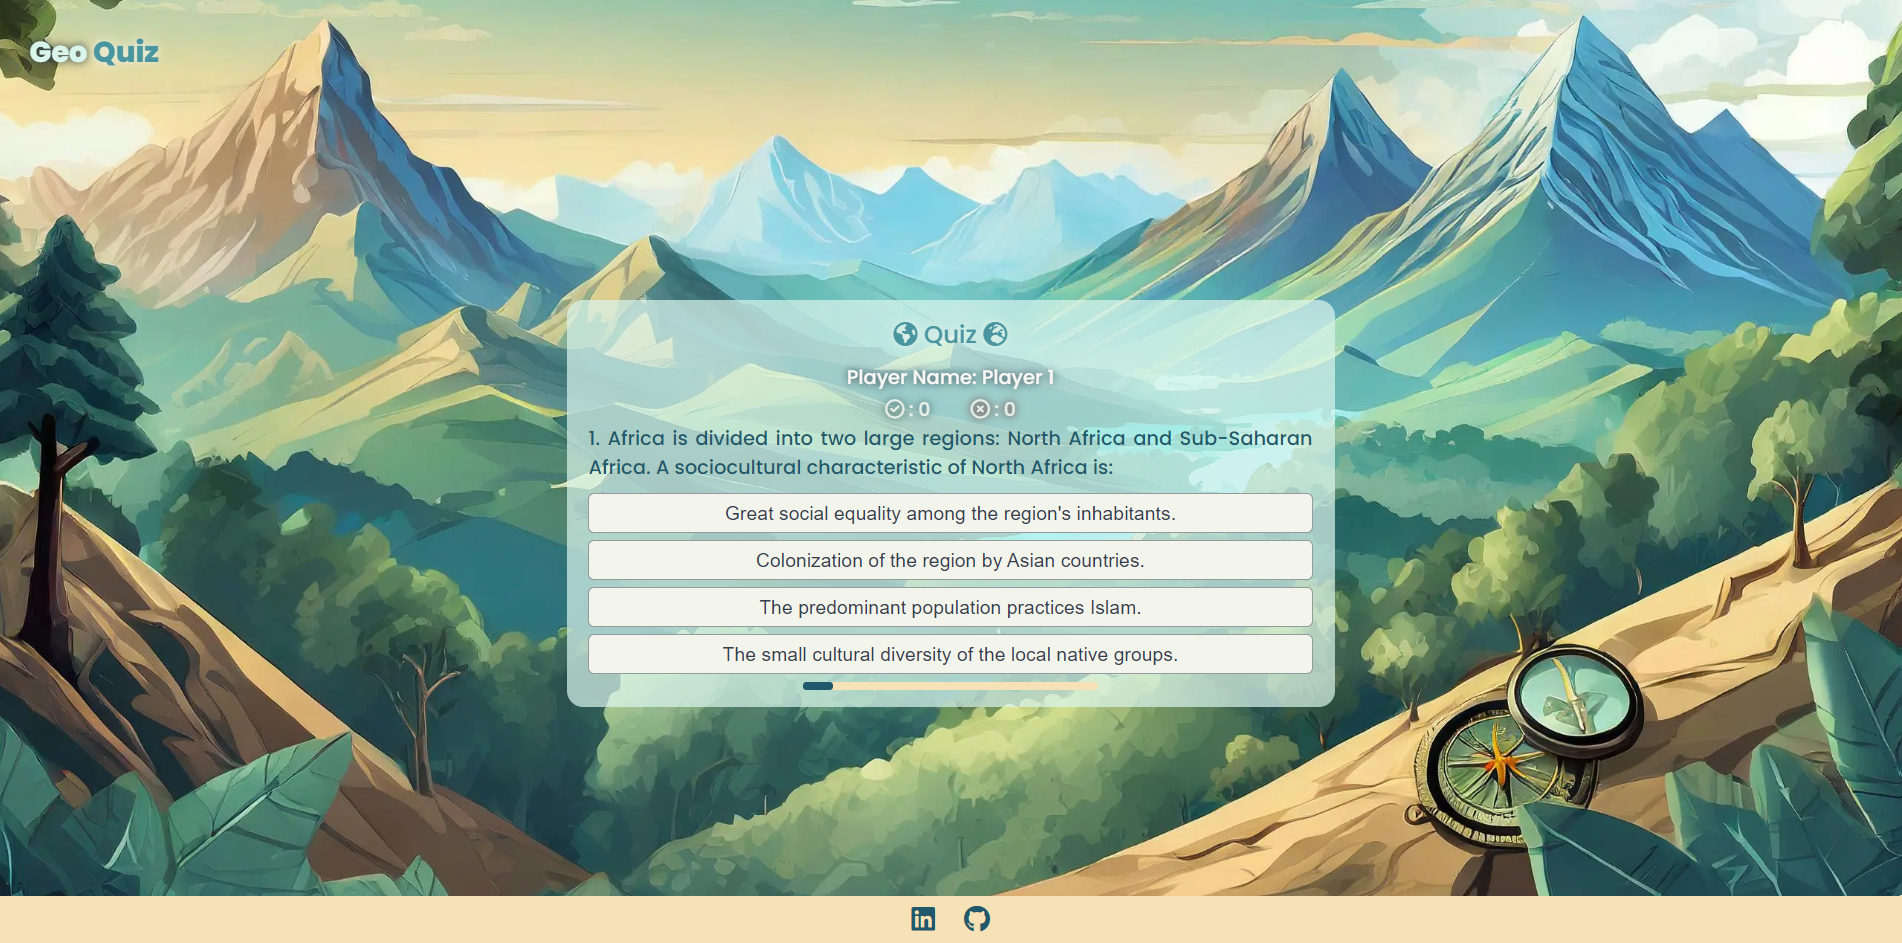 Geo Quiz
Quiz
Player Name: Player 1
: 0 : 0
1. Africa is divided into two large regions: North Africa and Sub-Saharan
Africa. A sociocultural characteristic of North Africa is:
Great social equality among the region's inhabitants.
Colonization of the region by Asian countries.
The predominant population practices Islam.
The small cultural diversity of the local native groups.
in